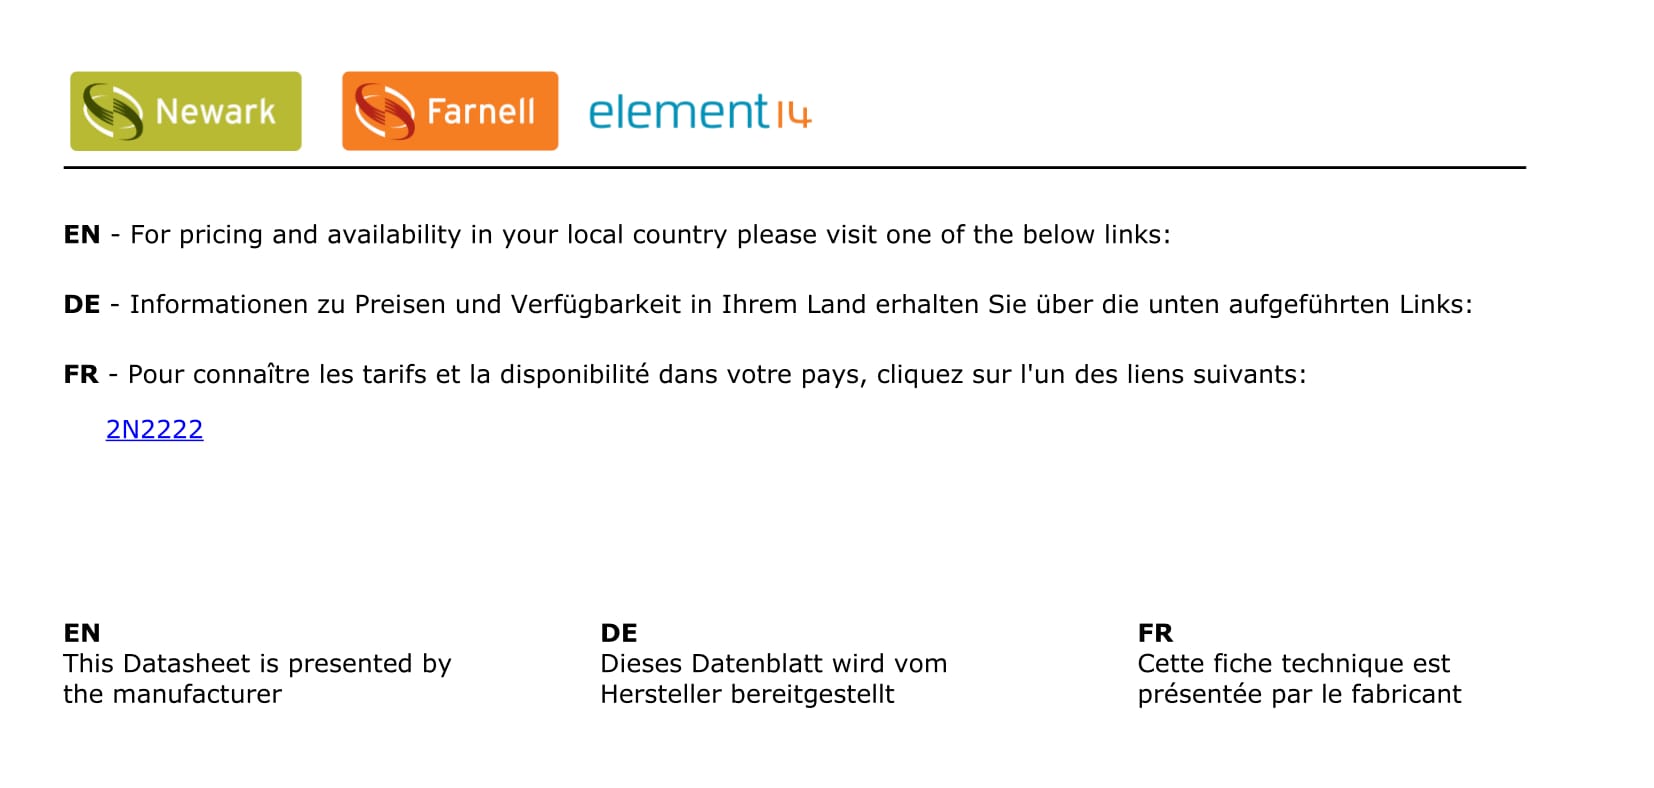 Newark Farnell element14
EN - For pricing and availability in your local country please visit one of the below links:
DE - Informationen zu Preisen und Verfügbarkeit in Ihrem Land erhalten Sie über die unten aufgeführten Links:
FR - Pour connaître les tarifs et la disponibilité dans votre pays, cliquez sur l'un des liens suivants:
2N2222
EN
This Datasheet is presented by
the manufacturer
DE
Dieses Datenblatt wird vom
Hersteller bereitgestellt
FR
Cette fiche technique est
présentée par le fabricant